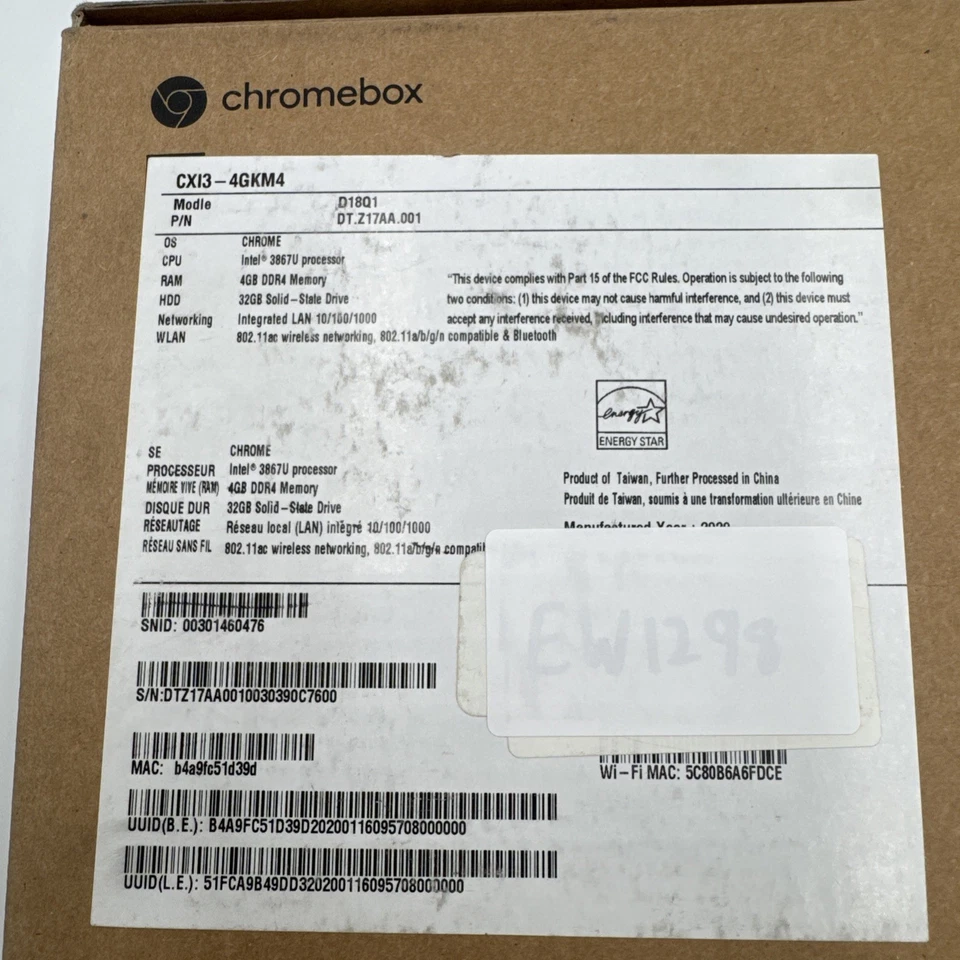 chromebox
CXI3-4GKM4
Modle D18Q1
P/N DT.Z17AA.001
OS CHROME
CPU Intel® 3867U processor
RAM 4GB DDR4 Memory
HDD 32GB Solid-State Drive
Networking Integrated LAN 10/100/1000
WLAN 802.11ac wireless networking, 802.11a/b/g/n compatible & Bluetooth
"This device complies with Part 15 of the FCC Rules. Operation is subject to the following
two conditions: (1) this device may not cause harmful interference, and (2) this device must
accept any interference received, including interference that may cause undesired operation."
energy
ENERGY STAR
SE CHROME
PROCESSEUR Intel® 3867U processor
MÉMOIRE VIVE (RAM) 4GB DDR4 Memory
DISQUE DUR 32GB Solid-State Drive
RÉSEAUTAGE Réseau local (LAN) intégré 10/100/1000
RÉSEAU SANS FIL 802.11ac wireless networking, 802.11a/b/g/n compati
Product of Taiwan, Further Processed in China
Produit de Taiwan, soumis à une transformation ultérieure en Chine
Manufactured Year : 2020
EW1298
SNID: 00301460476
S/N:DTZ17AA0010030390C7600
MAC: b4a9fc51d39d
Wi-Fi MAC: 5C80B6A6FDCE
UUID(B.E.): B4A9FC51D39D20200116095708000000
UUID(L.E.): 51FCA9B49DD320200116095708000000